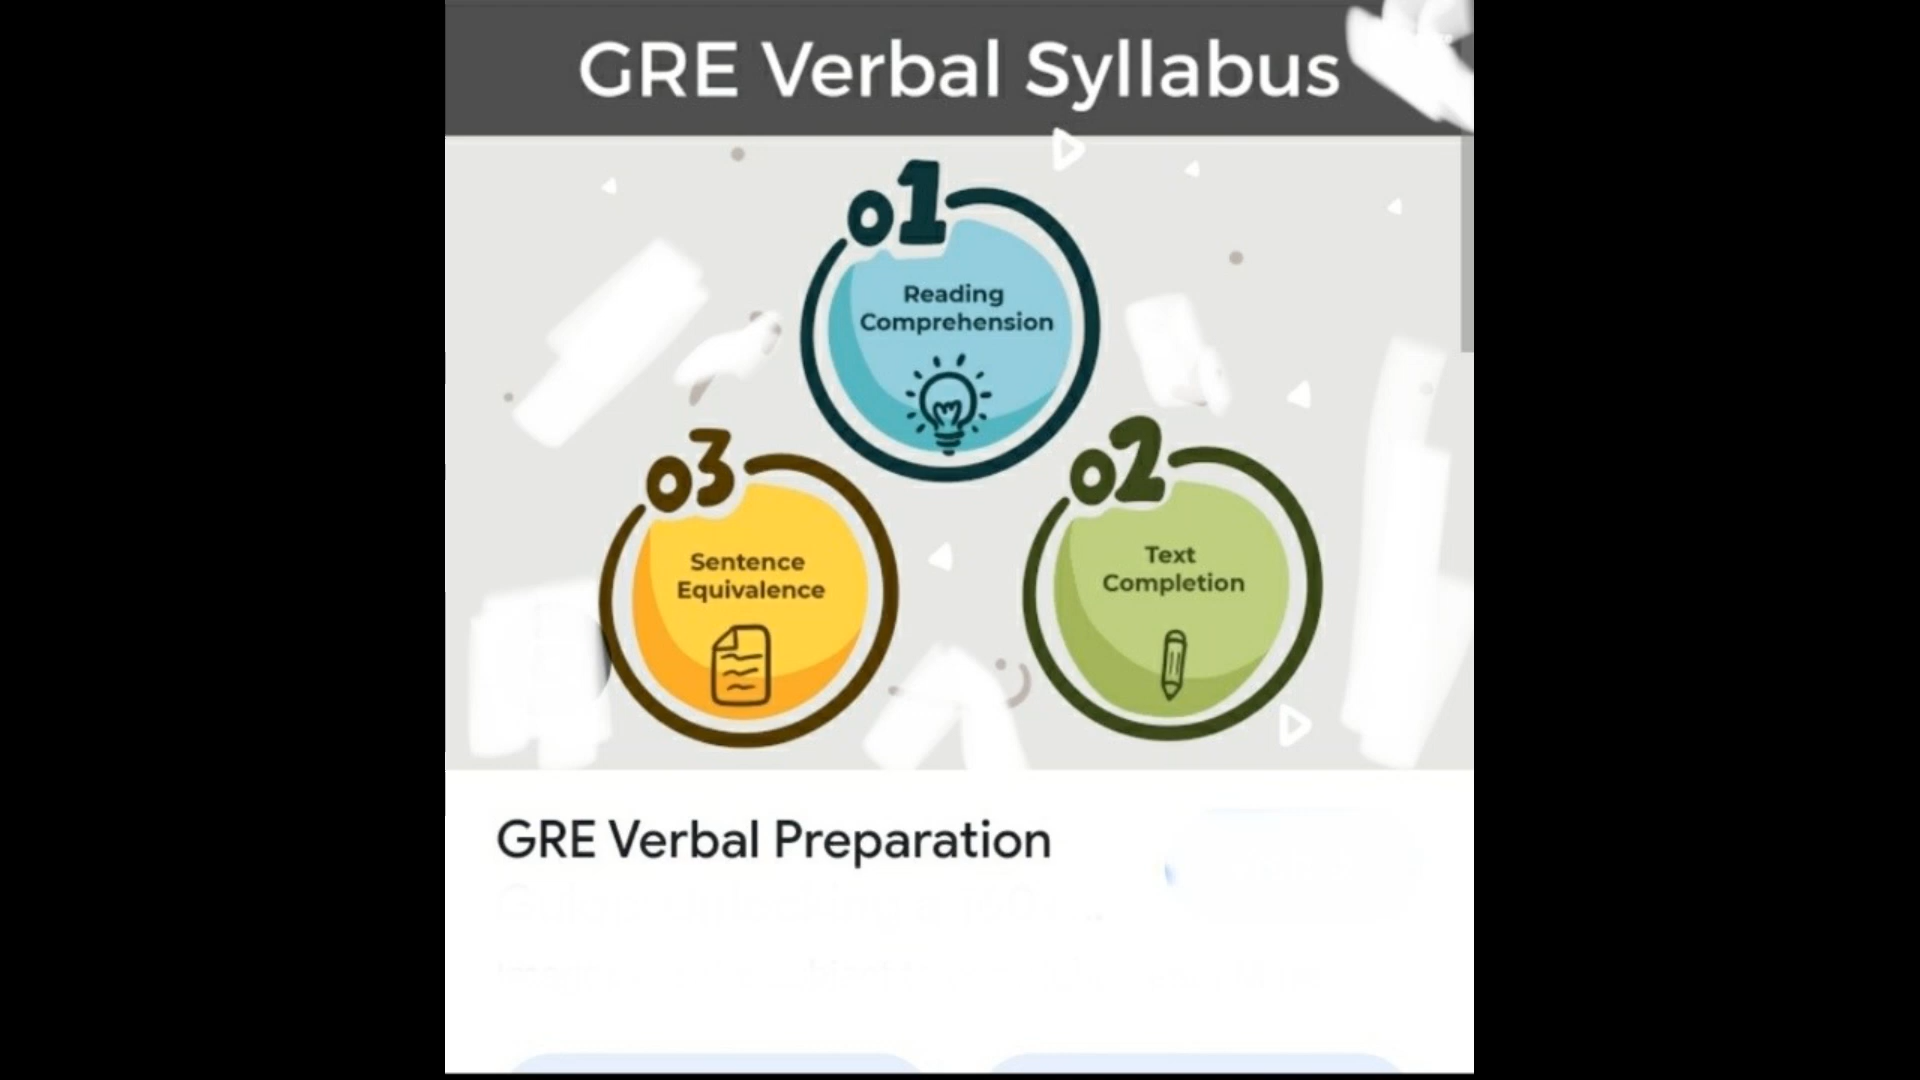 GRE Verbal Syllabus
01
Reading
Comprehension
02
Text
Completion
03
Sentence
Equivalence
GRE Verbal Preparation